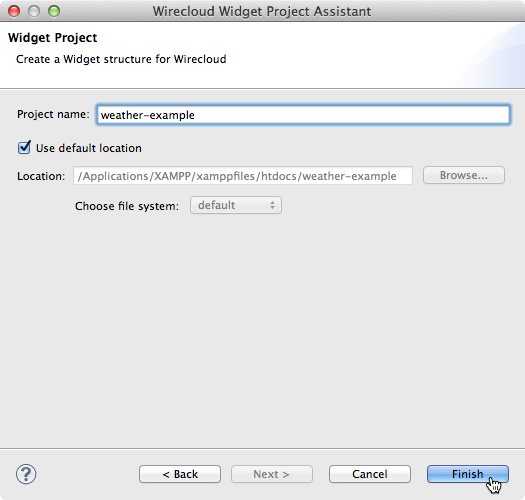 Wirecloud Widget Project Assistant
Widget Project
Create a Widget structure for Wirecloud
Project name: weather-example
Use default location
Location: /Applications/XAMPP/xamppfiles/htdocs/weather-example Browse...
Choose file system: default
? < Back Next > Cancel Finish